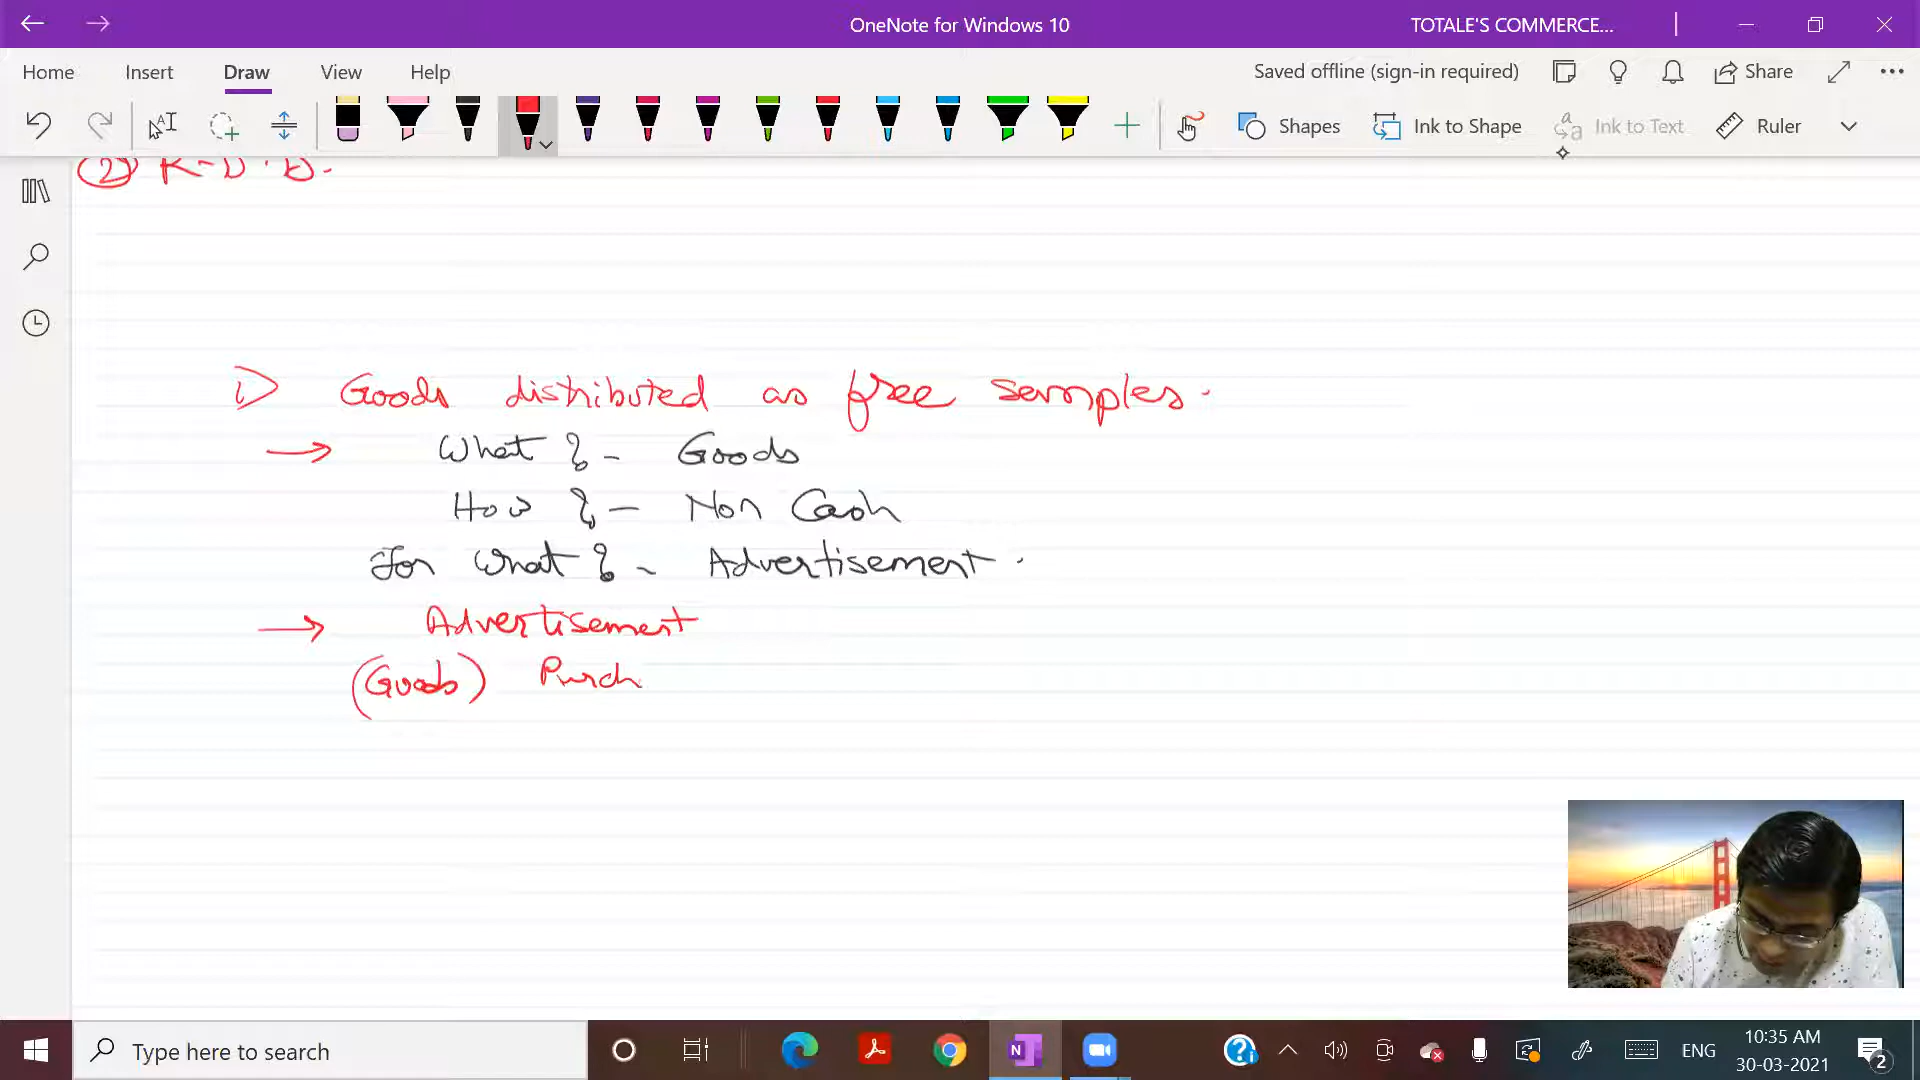 OneNote for Windows 10
TOTALE'S COMMERCE...
Home Insert Draw View Help
Saved offline (sign-in required)
Share
Shapes
Ink to Shape
Ink to Text
Ruler
1) Goods distributed as free samples.
→ What ? - Goods
How ? - Non Cash
For What ? - Advertisement.
→ Advertisement
(Goods) Purch
Type here to search
ENG
10:35 AM
30-03-2021
2